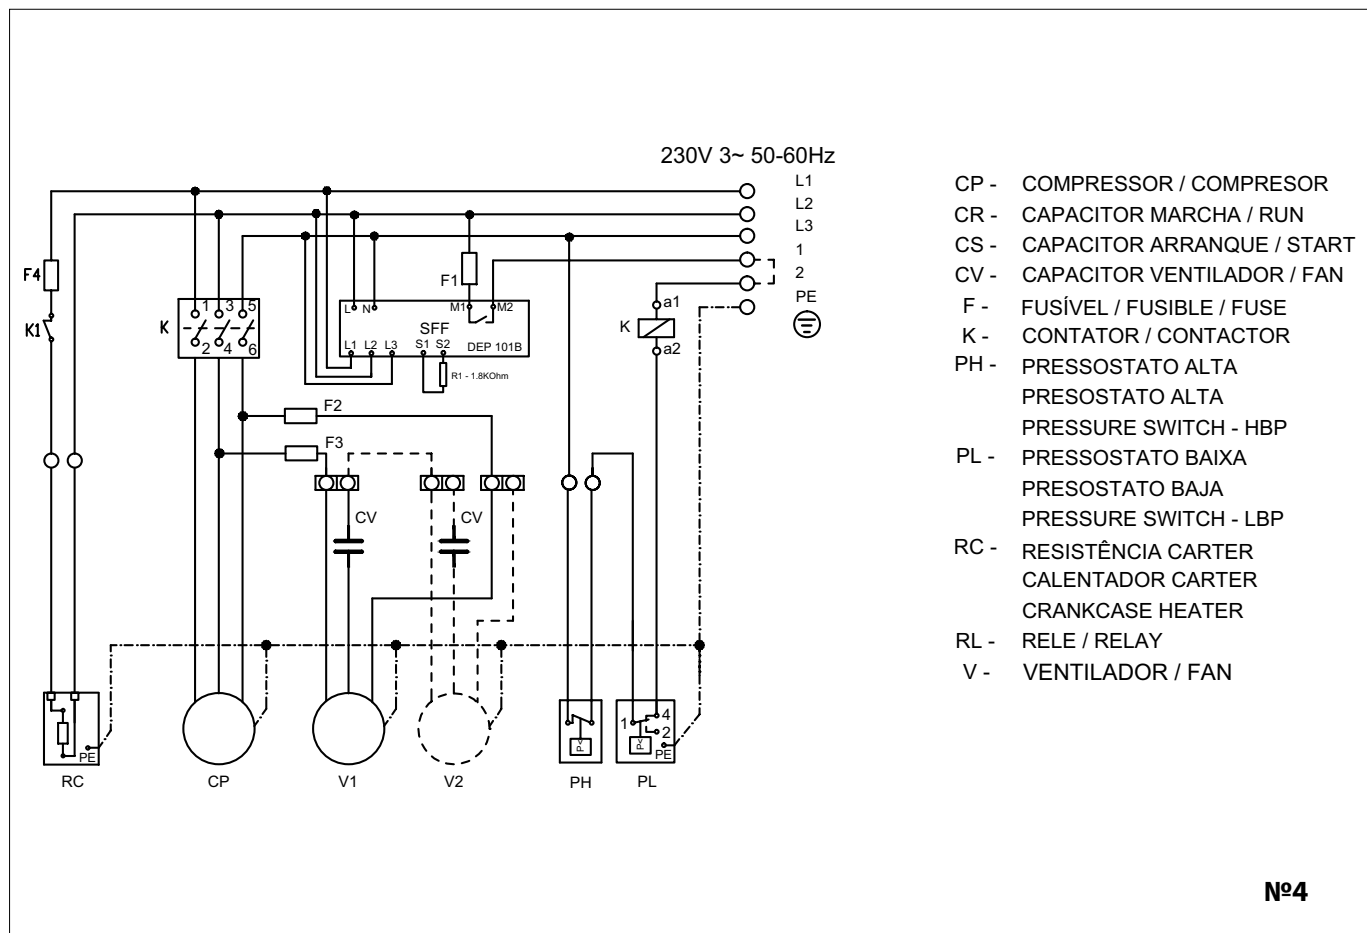 230V 3~ 50-60Hz
L1
L2
L3
1
2
PE
F4
K1
K
1 3 5
2 4 6
L N
M1 M2
SFF
DEP 101B
L1 L2 L3 S1 S2
R1 - 1.8KOhm
F1
K
a1
a2
F2
F3
CV
CV
PE
P<
1
4
2
P<
PE
RC
CP
V1
V2
PH
PL
CP - COMPRESSOR / COMPRESOR
CR - CAPACITOR MARCHA / RUN
CS - CAPACITOR ARRANQUE / START
CV - CAPACITOR VENTILADOR / FAN
F - FUSÍVEL / FUSIBLE / FUSE
K - CONTATOR / CONTACTOR
PH - PRESSOSTATO ALTA
PRESOSTATO ALTA
PRESSURE SWITCH - HBP
PL - PRESSOSTATO BAIXA
PRESOSTATO BAJA
PRESSURE SWITCH - LBP
RC - RESISTÊNCIA CARTER
CALENTADOR CARTER
CRANKCASE HEATER
RL - RELE / RELAY
V - VENTILADOR / FAN
Nº4